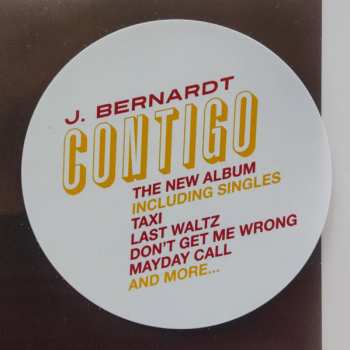 J. BERNARDT
CONTIGO
THE NEW ALBUM
INCLUDING SINGLES
TAXI
LAST WALTZ
DON'T GET ME WRONG
MAYDAY CALL
AND MORE...